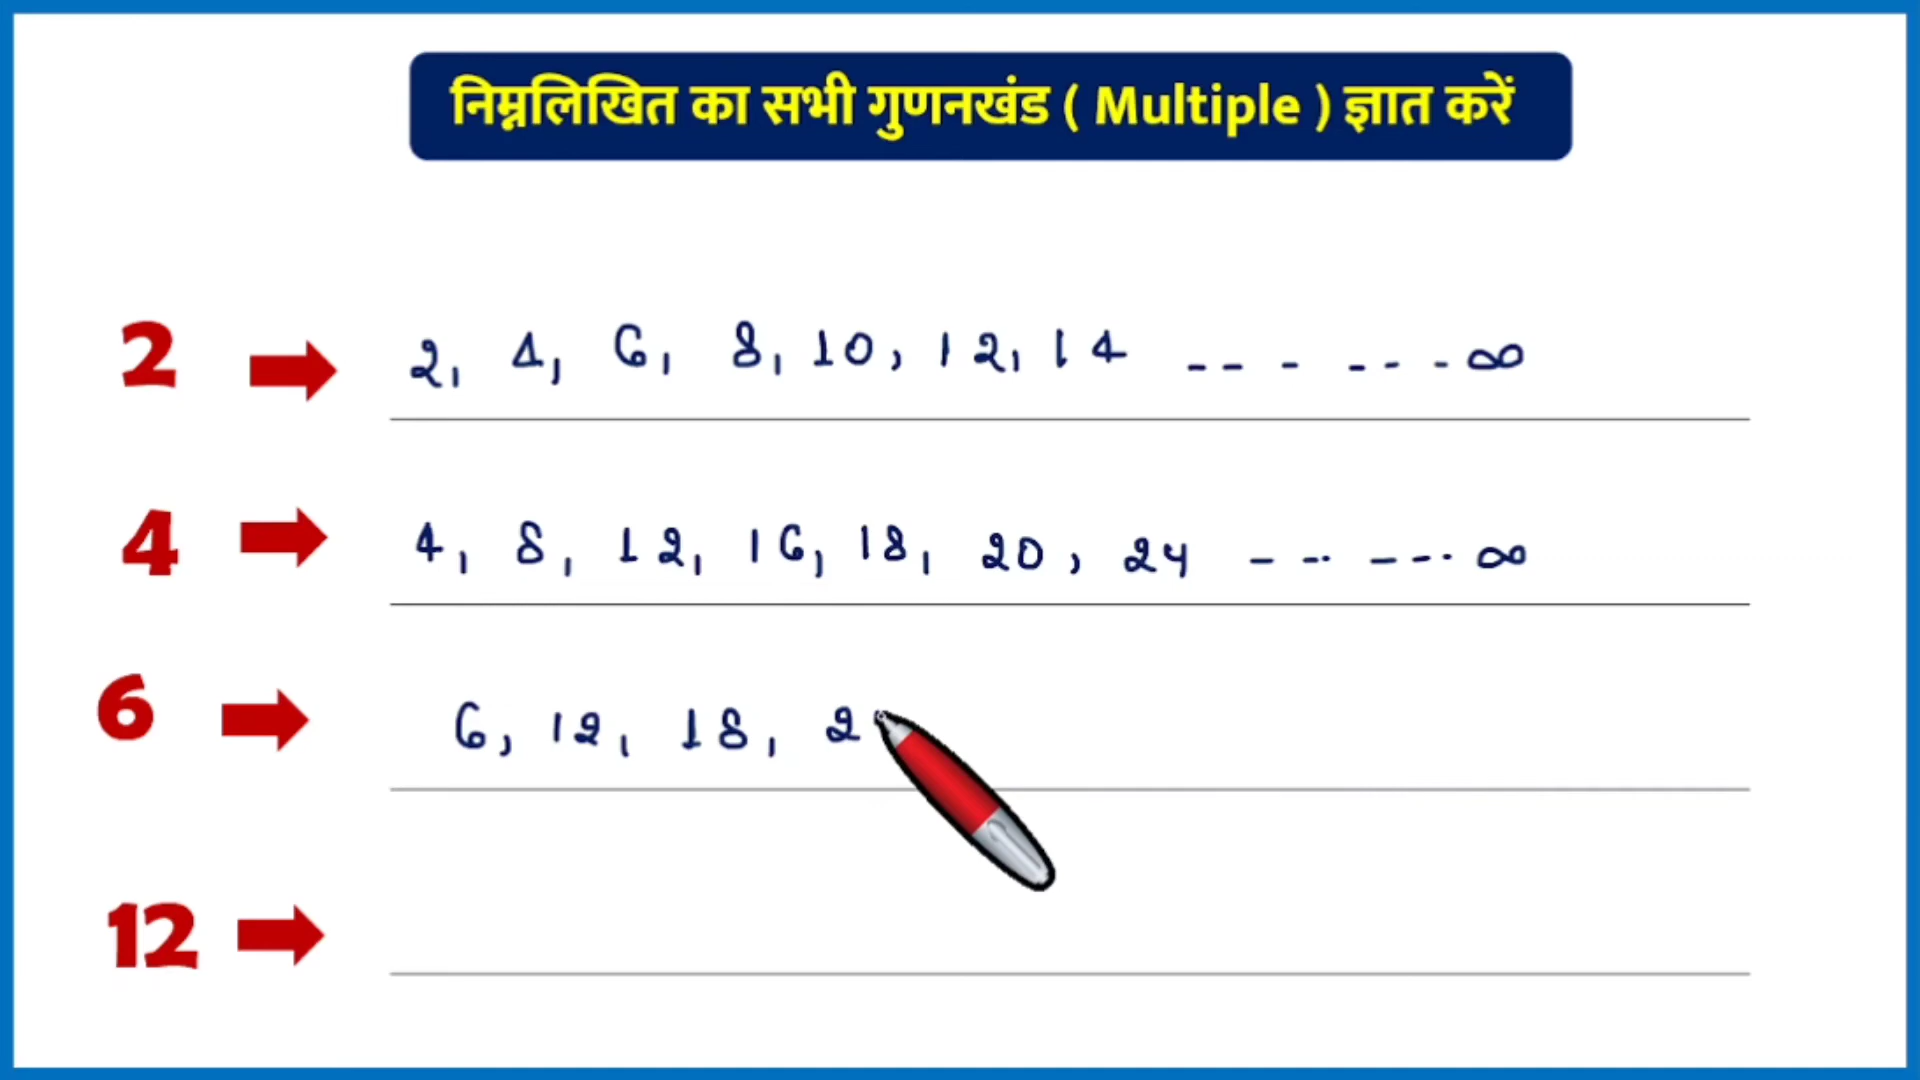 निम्नलिखित का सभी गुणनखंड ( Multiple ) ज्ञात करें
2 2, 4, 6, 8, 10, 12, 14 -- - - - - ∞
4 4, 8, 12, 16, 18, 20, 24 - -- - - - ∞
6 6, 12, 18, 2
12